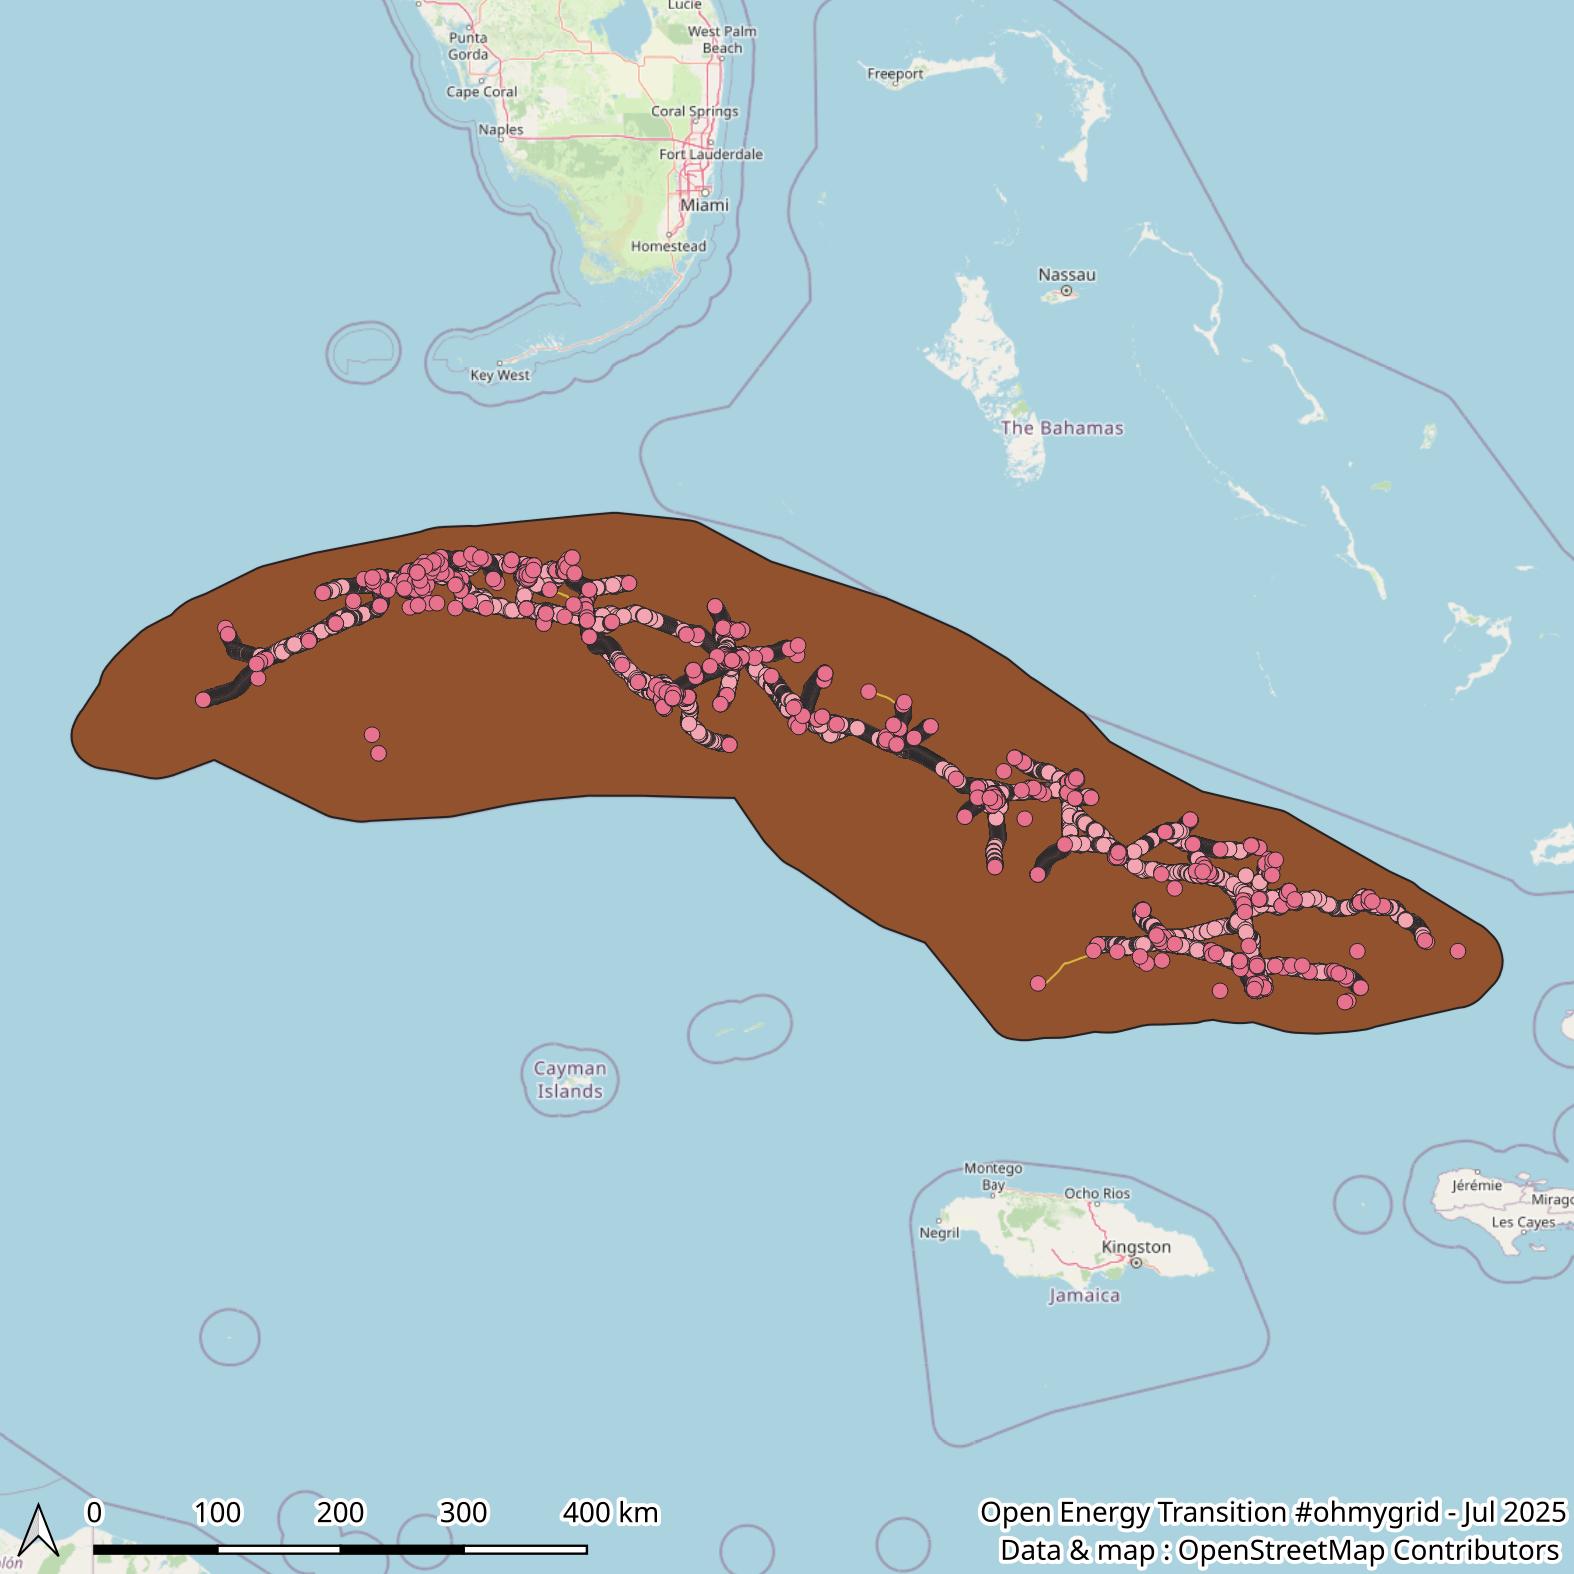 Lucie
Punta
Gorda
West Palm
Beach
Cape Coral
Freeport
Coral Springs
Naples
Fort Lauderdale
Miami
Homestead
Nassau
Key West
The Bahamas
Cayman
Islands
Montego
Bay
Ocho Rios
Jérémie
Mirago
Negril
Les Cayes
Kingston
Jamaica
0 100 200 300 400 km
Open Energy Transition #ohmygrid - Jul 2025
Data & map : OpenStreetMap Contributors
lón